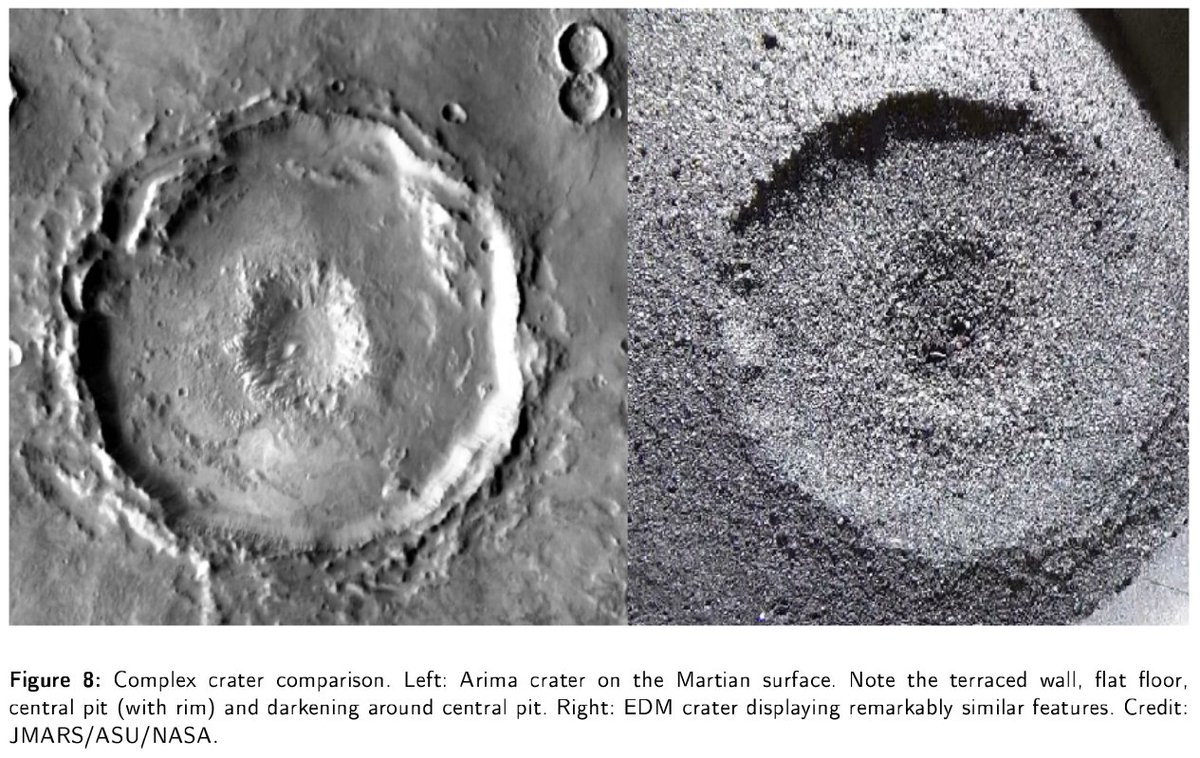 Figure 8: Complex crater comparison. Left: Arima crater on the Martian surface. Note the terraced wall, flat floor,
central pit (with rim) and darkening around central pit. Right: EDM crater displaying remarkably similar features. Credit:
JMARS/ASU/NASA.